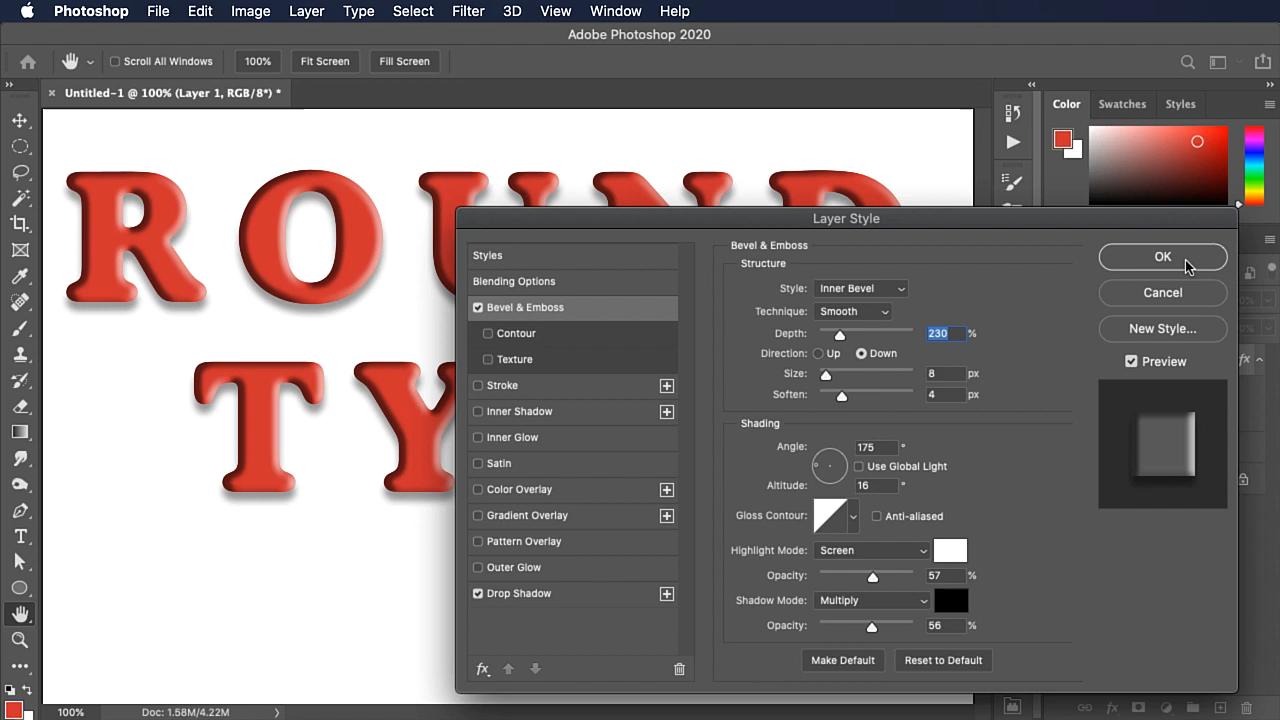 Photoshop File Edit Image Layer Type Select Filter 3D View Window Help
Adobe Photoshop 2020
Scroll All Windows 100% Fit Screen Fill Screen
× Untitled-1 @ 100% (Layer 1, RGB/8*) *
Color Swatches Styles
ROUND
TY
Layer Style
Styles
Blending Options
Bevel & Emboss
Contour
Texture
Stroke
Inner Shadow
Inner Glow
Satin
Color Overlay
Gradient Overlay
Pattern Overlay
Outer Glow
Drop Shadow
fx
Bevel & Emboss
Structure
Style: Inner Bevel
Technique: Smooth
Depth: 230 %
Direction: Up Down
Size: 8 px
Soften: 4 px
Shading
Angle: 175 °
Use Global Light
Altitude: 16 °
Gloss Contour: Anti-aliased
Highlight Mode: Screen
Opacity: 57 %
Shadow Mode: Multiply
Opacity: 56 %
Make Default Reset to Default
OK
Cancel
New Style...
Preview
fx
100% Doc: 1.58M/4.22M
fx